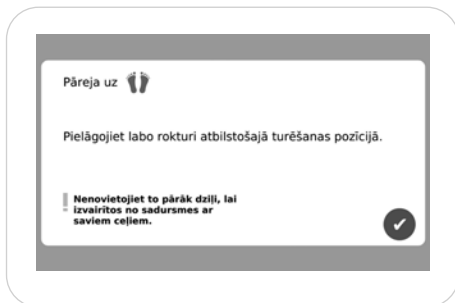 Pāreja uz
Pielāgojiet labo rokturi atbilstošajā turēšanas pozīcijā.
Nenovietojiet to pārāk dziļi, lai
izvairītos no sadursmes ar
saviem ceļiem.